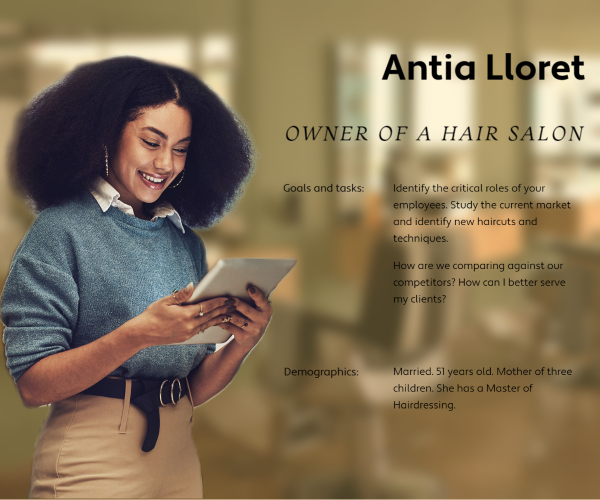 Antia Lloret
OWNER OF A HAIR SALON
Goals and tasks:
Identify the critical roles of your
employees. Study the current market
and identify new haircuts and
techniques.
How are we comparing against our
competitors? How can I better serve
my clients?
Demographics:
Married. 51 years old. Mother of three
children. She has a Master of
Hairdressing.